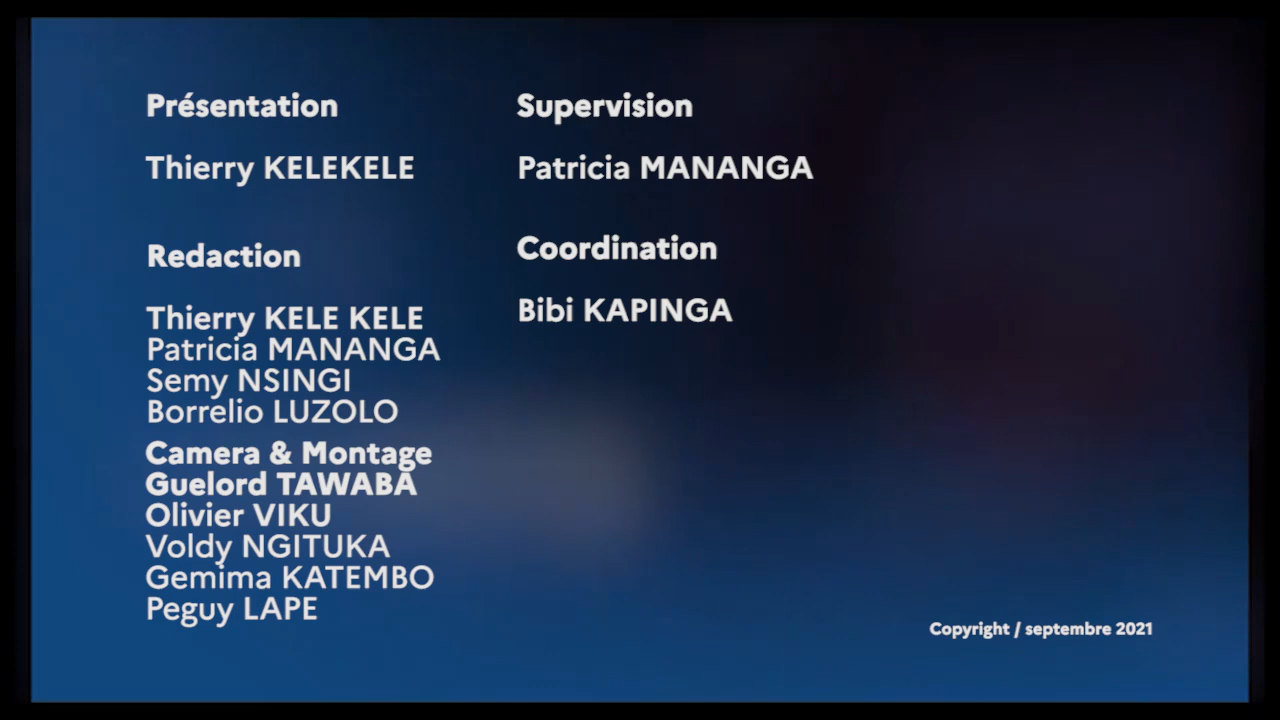 Présentation
Thierry KELEKELE
Redaction
Thierry KELE KELE
Patricia MANANGA
Semy NSINGI
Borrelio LUZOLO
Camera & Montage
Guelord TAWABA
Olivier VIKU
Voldy NGITUKA
Gemima KATEMBO
Peguy LAPE
Supervision
Patricia MANANGA
Coordination
Bibi KAPINGA
Copyright / septembre 2021